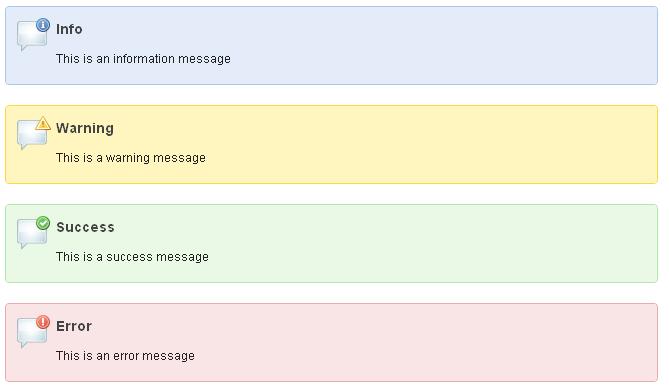 Info
This is an information message
Warning
This is a warning message
Success
This is a success message
Error
This is an error message